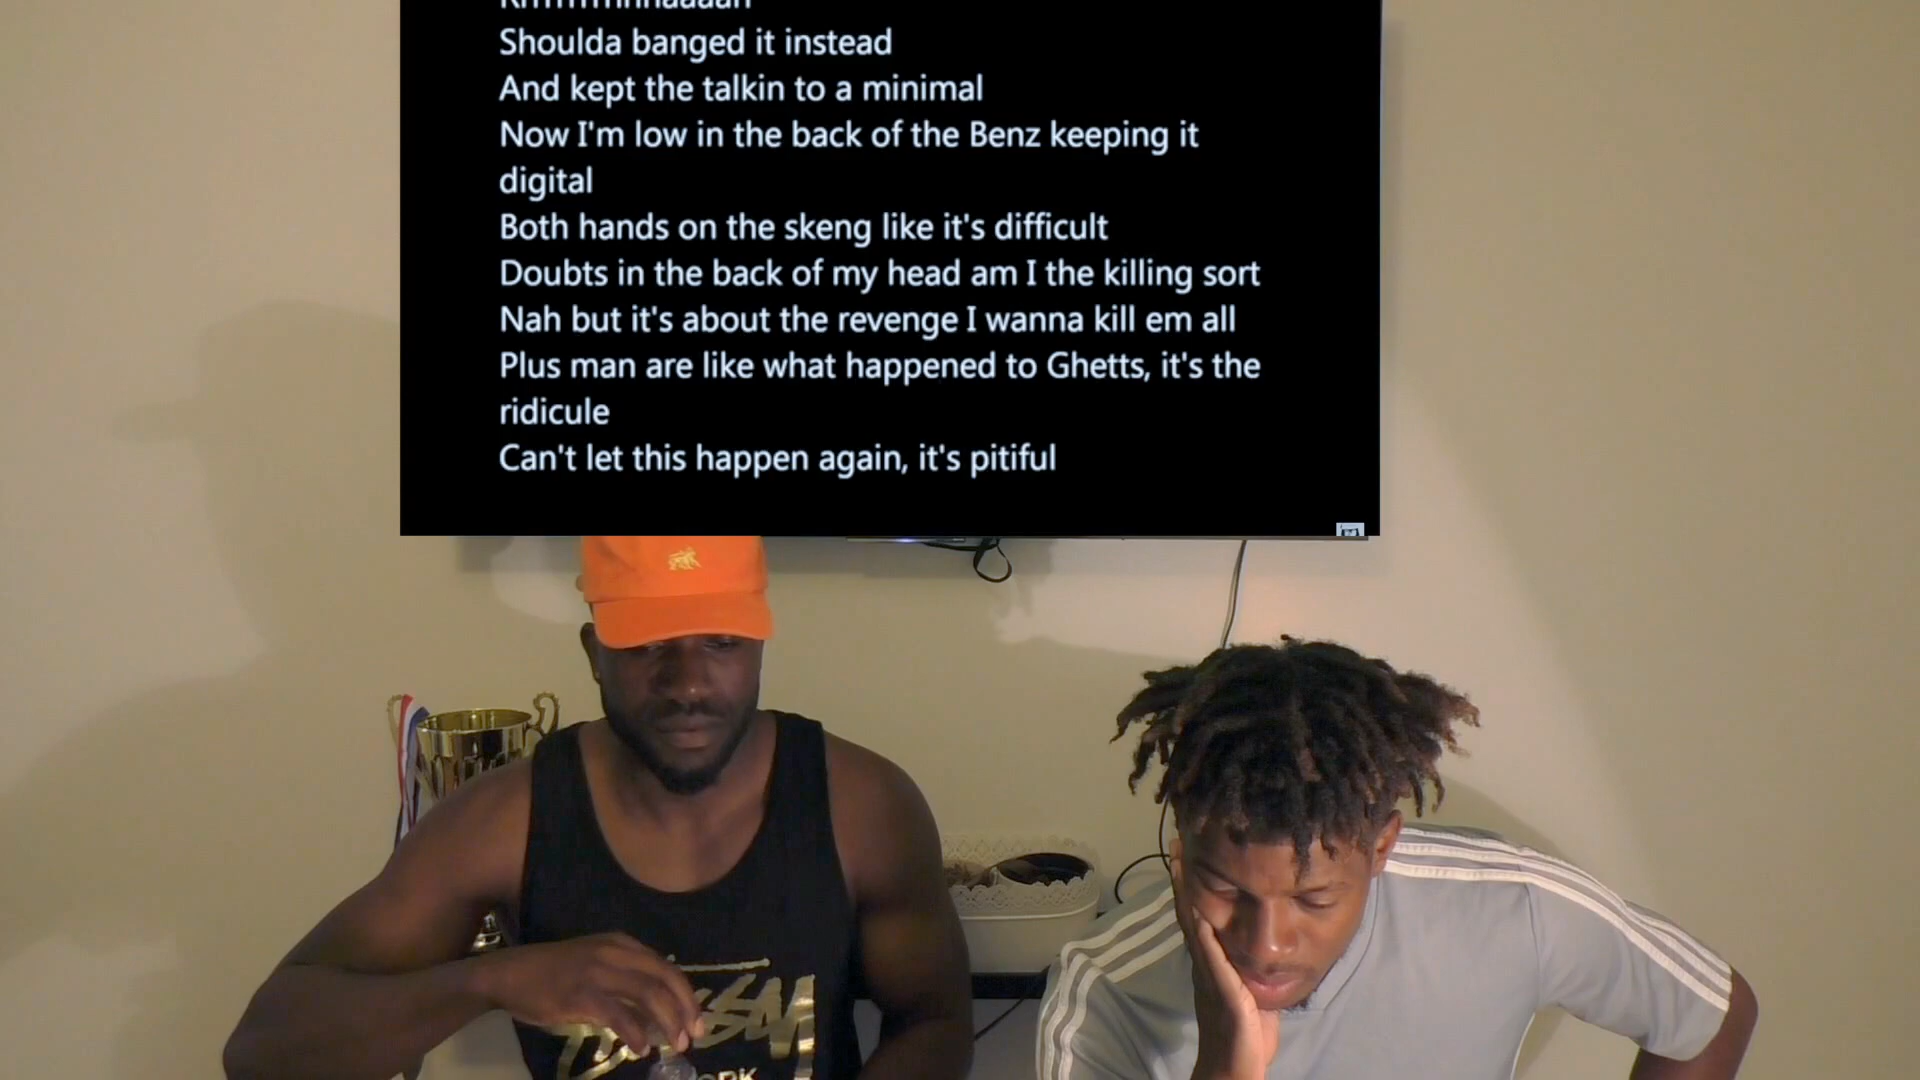 Shoulda banged it instead
And kept the talkin to a minimal
Now I'm low in the back of the Benz keeping it
digital
Both hands on the skeng like it's difficult
Doubts in the back of my head am I the killing sort
Nah but it's about the revenge I wanna kill em all
Plus man are like what happened to Ghetts, it's the
ridicule
Can't let this happen again, it's pitiful